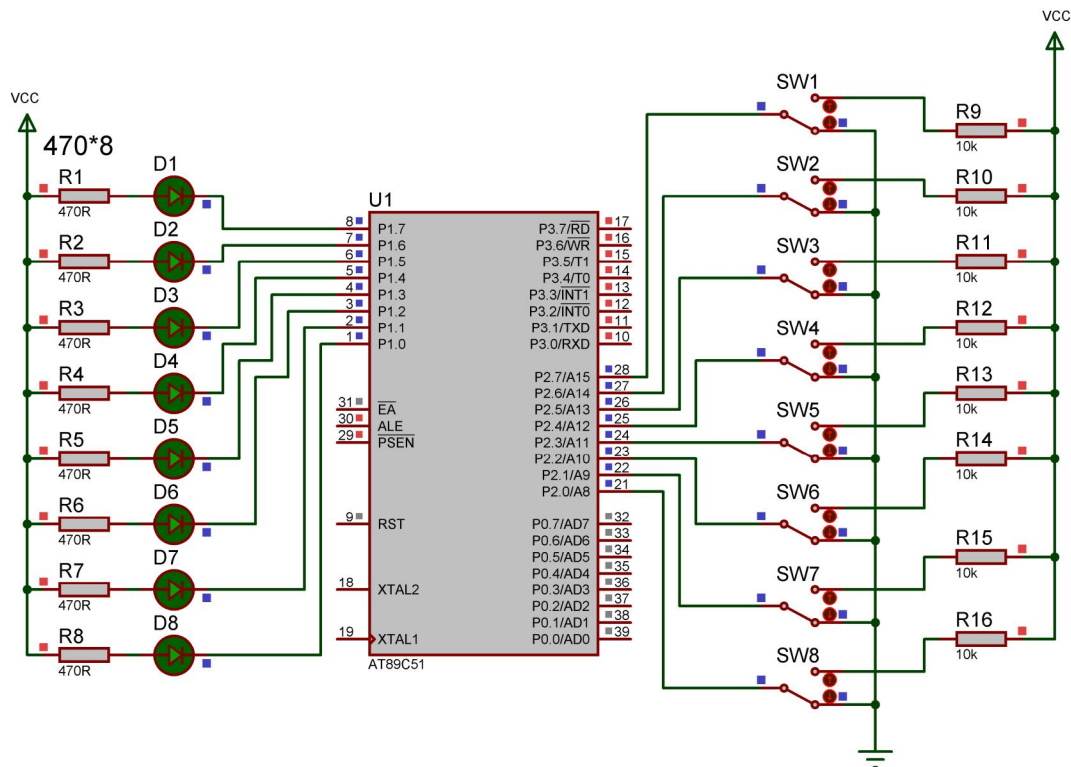 VCC
470*8
R1
470R
D1
R2
470R
D2
R3
470R
D3
R4
470R
D4
R5
470R
D5
R6
470R
D6
R7
470R
D7
R8
470R
D8
U1
8 P1.7
7 P1.6
6 P1.5
5 P1.4
4 P1.3
3 P1.2
2 P1.1
1 P1.0
31 EA
30 ALE
29 PSEN
9 RST
18 XTAL2
19 XTAL1
P3.7/RD 17
P3.6/WR 16
P3.5/T1 15
P3.4/T0 14
P3.3/INT1 13
P3.2/INT0 12
P3.1/TXD 11
P3.0/RXD 10
P2.7/A15 28
P2.6/A14 27
P2.5/A13 26
P2.4/A12 25
P2.3/A11 24
P2.2/A10 23
P2.1/A9 22
P2.0/A8 21
P0.7/AD7 32
P0.6/AD6 33
P0.5/AD5 34
P0.4/AD4 35
P0.3/AD3 36
P0.2/AD2 37
P0.1/AD1 38
P0.0/AD0 39
AT89C51
SW1
SW2
SW3
SW4
SW5
SW6
SW7
SW8
VCC
R9
10k
R10
10k
R11
10k
R12
10k
R13
10k
R14
10k
R15
10k
R16
10k